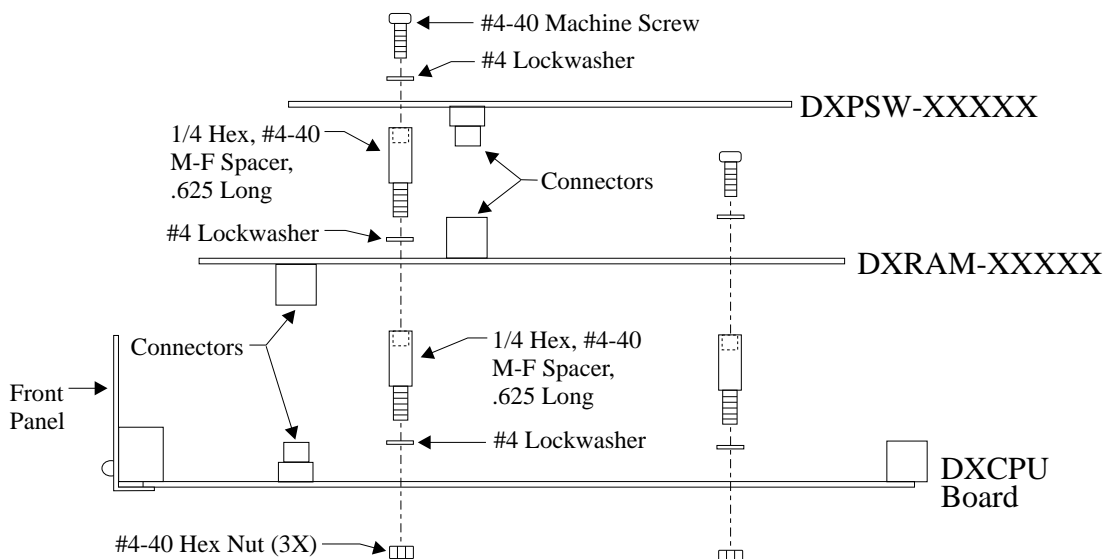 #4-40 Machine Screw
#4 Lockwasher
DXPSW-XXXXX
1/4 Hex, #4-40
M-F Spacer,
.625 Long
Connectors
#4 Lockwasher
DXRAM-XXXXX
Connectors
1/4 Hex, #4-40
M-F Spacer,
.625 Long
Front
Panel
#4 Lockwasher
DXCPU
Board
#4-40 Hex Nut (3X)